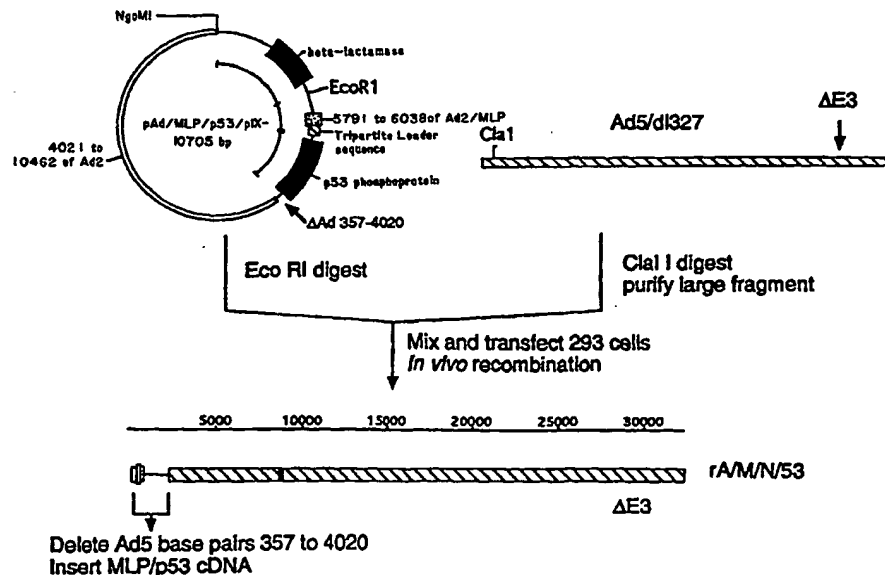 NgoMI
beta-lactamase
EcoR1
5791 to 6038of Ad2/MLP
Tripartite Leader
sequence
pAd/MLP/p53/pIX-
10705 bp
4021 to
10462 of Ad2
p53 phosphoprotein
ΔAd 357-4020
Ad5/dl327
ΔE3
Cla1
Eco RI digest
Clal I digest
purify large fragment
Mix and transfect 293 cells
In vivo recombination
5000 10000 15000 20000 25000 30000
rA/M/N/53
ΔE3
Delete Ad5 base pairs 357 to 4020
Insert MLP/p53 cDNA